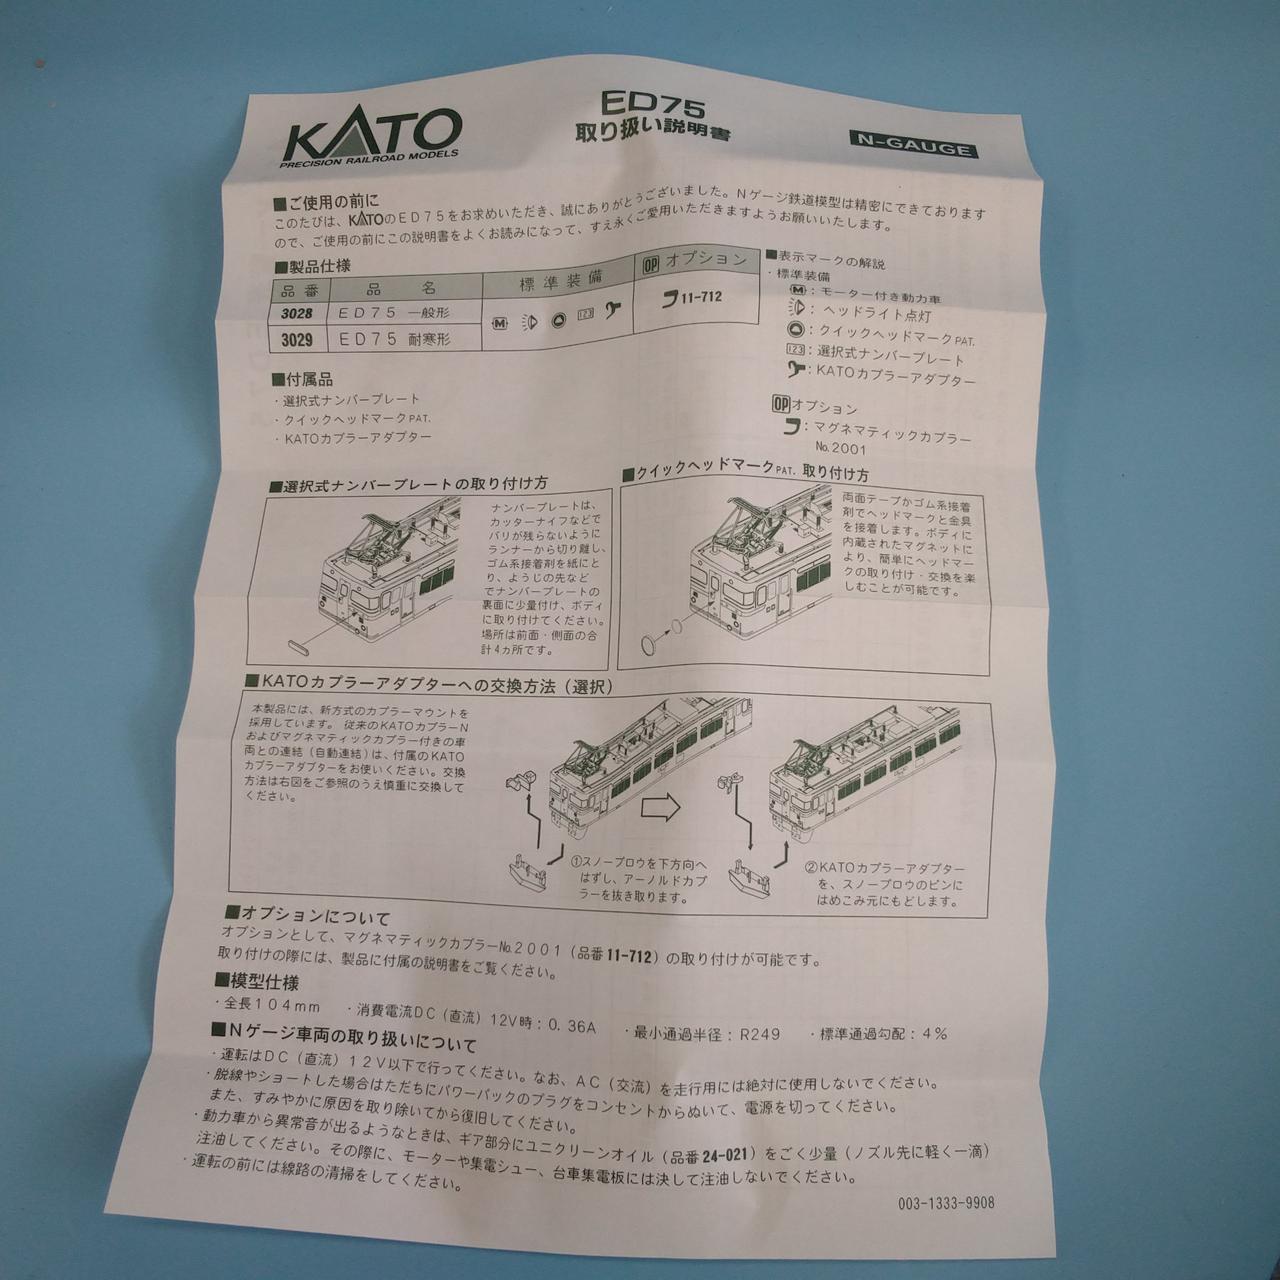 KATO
PRECISION RAILROAD MODELS
ED75
取り扱い説明書
N-GAUGE
■ご使用の前に
このたびは、KATOのED75をお求めいただき、誠にありがとうございました。Nゲージ鉄道模型は精密にできております
ので、ご使用の前にこの説明書をよくお読みになって、すえ永くご愛用いただきますようお願いいたします。
■製品仕様
品番 品名 標準装備 OP オプション
3028 ED75 一般形
3029 ED75 耐寒形
M 123 11-712
■表示マークの解説
・標準装備
M：モーター付き動力車
：ヘッドライト点灯
：クイックヘッドマークPAT.
123：選択式ナンバープレート
：KATOカプラーアダプター
OPオプション
：マグネマティックカプラー
No.2001
■付属品
・選択式ナンバープレート
・クイックヘッドマークPAT.
・KATOカプラーアダプター
■選択式ナンバープレートの取り付け方
ナンバープレートは、
カッターナイフなどで
バリが残らないように
ランナーから切り離し、
ゴム系接着剤を紙にと
り、ようじの先など
でナンバープレートの
裏面に少量付け、ボディ
に取り付けてください。
場所は前面・側面の合
計4ヵ所です。
■クイックヘッドマークPAT. 取り付け方
両面テープかゴム系接着
剤でヘッドマークと金具
を接着します。ボディに
内蔵されたマグネットに
より、簡単にヘッドマー
クの取り付け・交換を楽
しむことが可能です。
■KATOカプラーアダプターへの交換方法（選択）
本製品には、新方式のカプラーマウントを
採用しています。従来のKATOカプラーN
およびマグネマティックカプラー付きの車
両との連結（自動連結）は、付属のKATO
カプラーアダプターをお使いください。交換
方法は右図をご参照のうえ慎重に交換して
ください。
①スノープロウを下方向へ
はずし、アーノルドカプ
ラーを抜き取ります。
②KATOカプラーアダプター
を、スノープロウのピンに
はめこみ元にもどします。
■オプションについて
オプションとして、マグネマティックカプラーNo.2001（品番11-712）の取り付けが可能です。
取り付けの際には、製品に付属の説明書をご覧ください。
■模型仕様
・全長104mm ・消費電流DC（直流）12V時：0.36A ・最小通過半径：R249 ・標準通過勾配：4%
■Nゲージ車両の取り扱いについて
・運転はDC（直流）12V以下で行ってください。なお、AC（交流）を走行用には絶対に使用しないでください。
・脱線やショートした場合はただちにパワーパックのプラグをコンセントからぬいて、電源を切ってください。
また、すみやかに原因を取り除いてから復旧してください。
・動力車から異常音が出るようなときは、ギア部分にユニクリーンオイル（品番24-021）をごく少量（ノズル先に軽く一滴）
注油してください。その際に、モーターや集電シュー、台車集電板には決して注油しないでください。
・運転の前には線路の清掃をしてください。
003-1333-9908